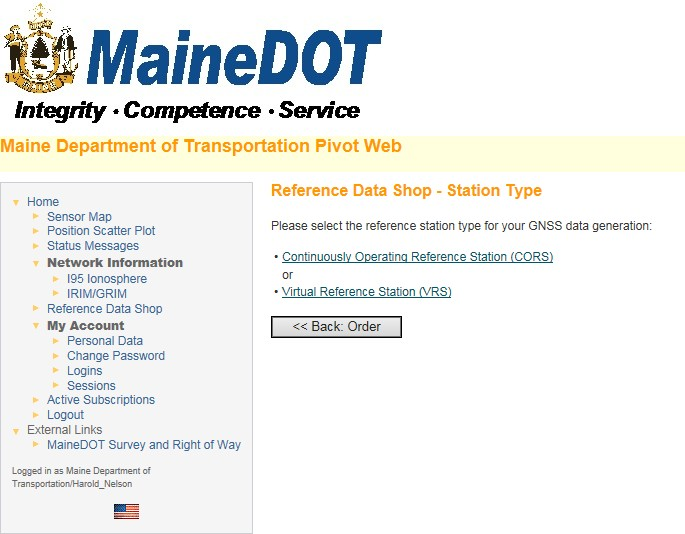 MaineDOT
Integrity · Competence · Service
Maine Department of Transportation Pivot Web
Home
Sensor Map
Position Scatter Plot
Status Messages
Network Information
I95 Ionosphere
IRIM/GRIM
Reference Data Shop
My Account
Personal Data
Change Password
Logins
Sessions
Active Subscriptions
Logout
External Links
MaineDOT Survey and Right of Way
Logged in as Maine Department of
Transportation/Harold_Nelson
Reference Data Shop - Station Type
Please select the reference station type for your GNSS data generation:
• Continuously Operating Reference Station (CORS)
or
• Virtual Reference Station (VRS)
<< Back: Order